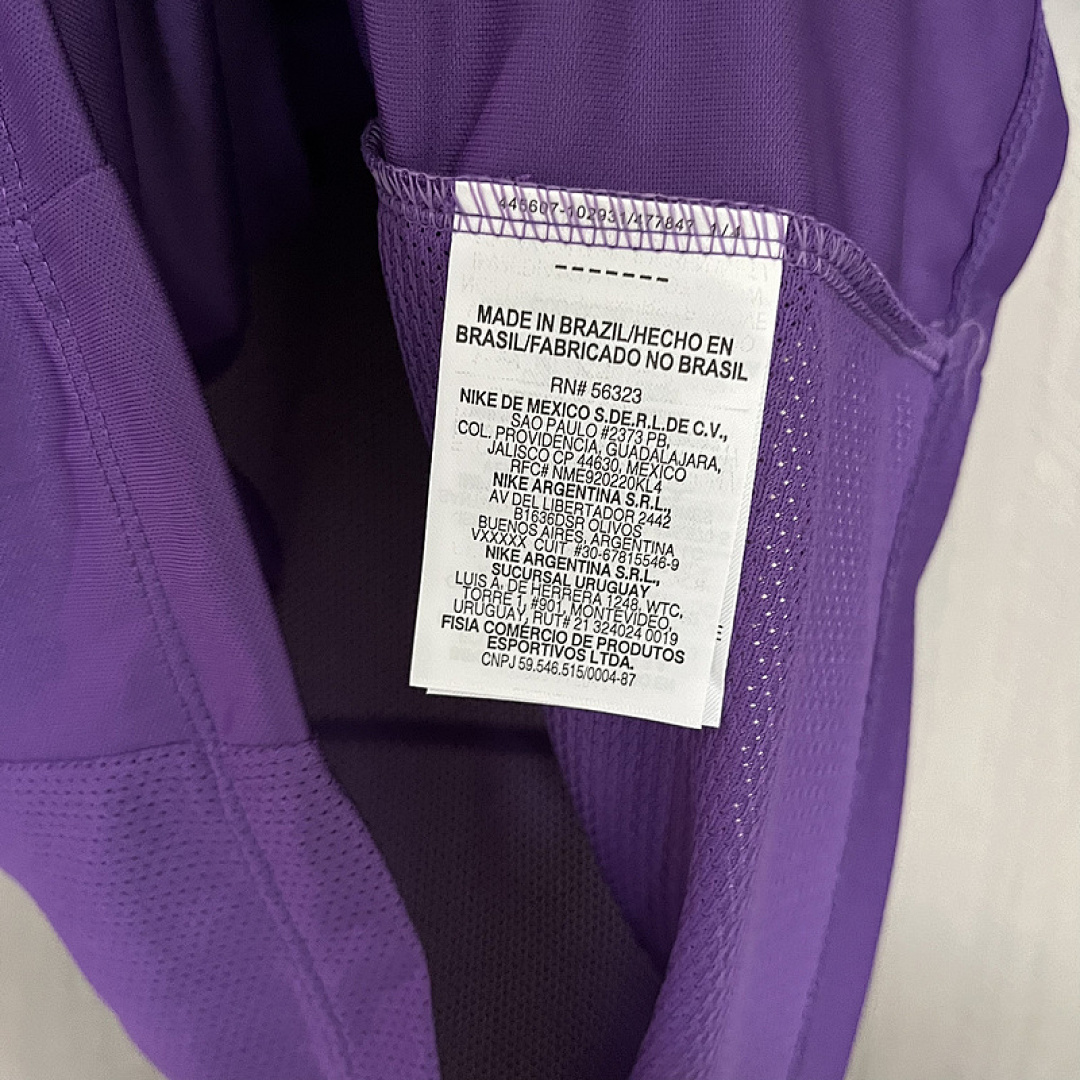 445607-102931/477847 1/4
-------
MADE IN BRAZIL/HECHO EN
BRASIL/FABRICADO NO BRASIL
RN# 56323
NIKE DE MEXICO S.DE.R.L.DE C.V.,
SAO PAULO #2373 PB,
COL. PROVIDENCIA, GUADALAJARA,
JALISCO CP 44630, MEXICO
RFC# NME920220KL4
NIKE ARGENTINA S.R.L.,
AV DEL LIBERTADOR 2442
B1636DSR OLIVOS
BUENOS AIRES, ARGENTINA
VXXXXX CUIT #30-67815546-9
NIKE ARGENTINA S.R.L.,
SUCURSAL URUGUAY
LUIS A. DE HERRERA 1248, WTC,
TORRE 1, #901, MONTEVIDEO,
URUGUAY, RUT# 21 324024 0019
FISIA COMÉRCIO DE PRODUTOS
ESPORTIVOS LTDA.
CNPJ 59.546.515/0004-87